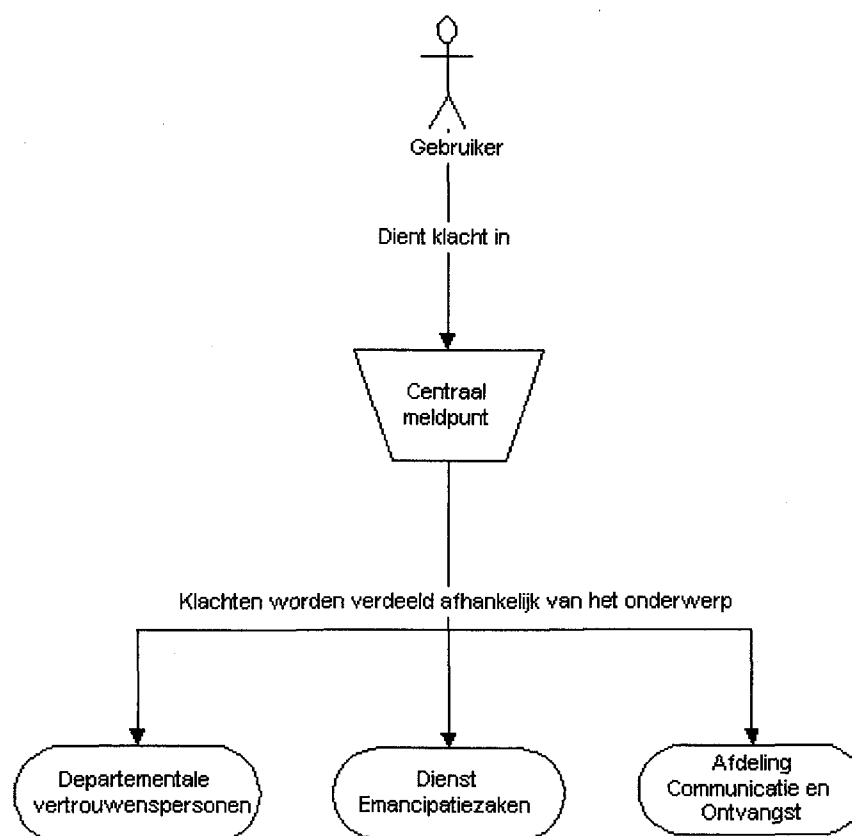 Gebruiker
Dient klacht in
Centraal
meldpunt
Klachten worden verdeeld afhankelijk van het onderwerp
Departementale
vertrouwenspersonen
Dienst
Emancipatiezaken
Afdeling
Communicatie en
Ontvangst